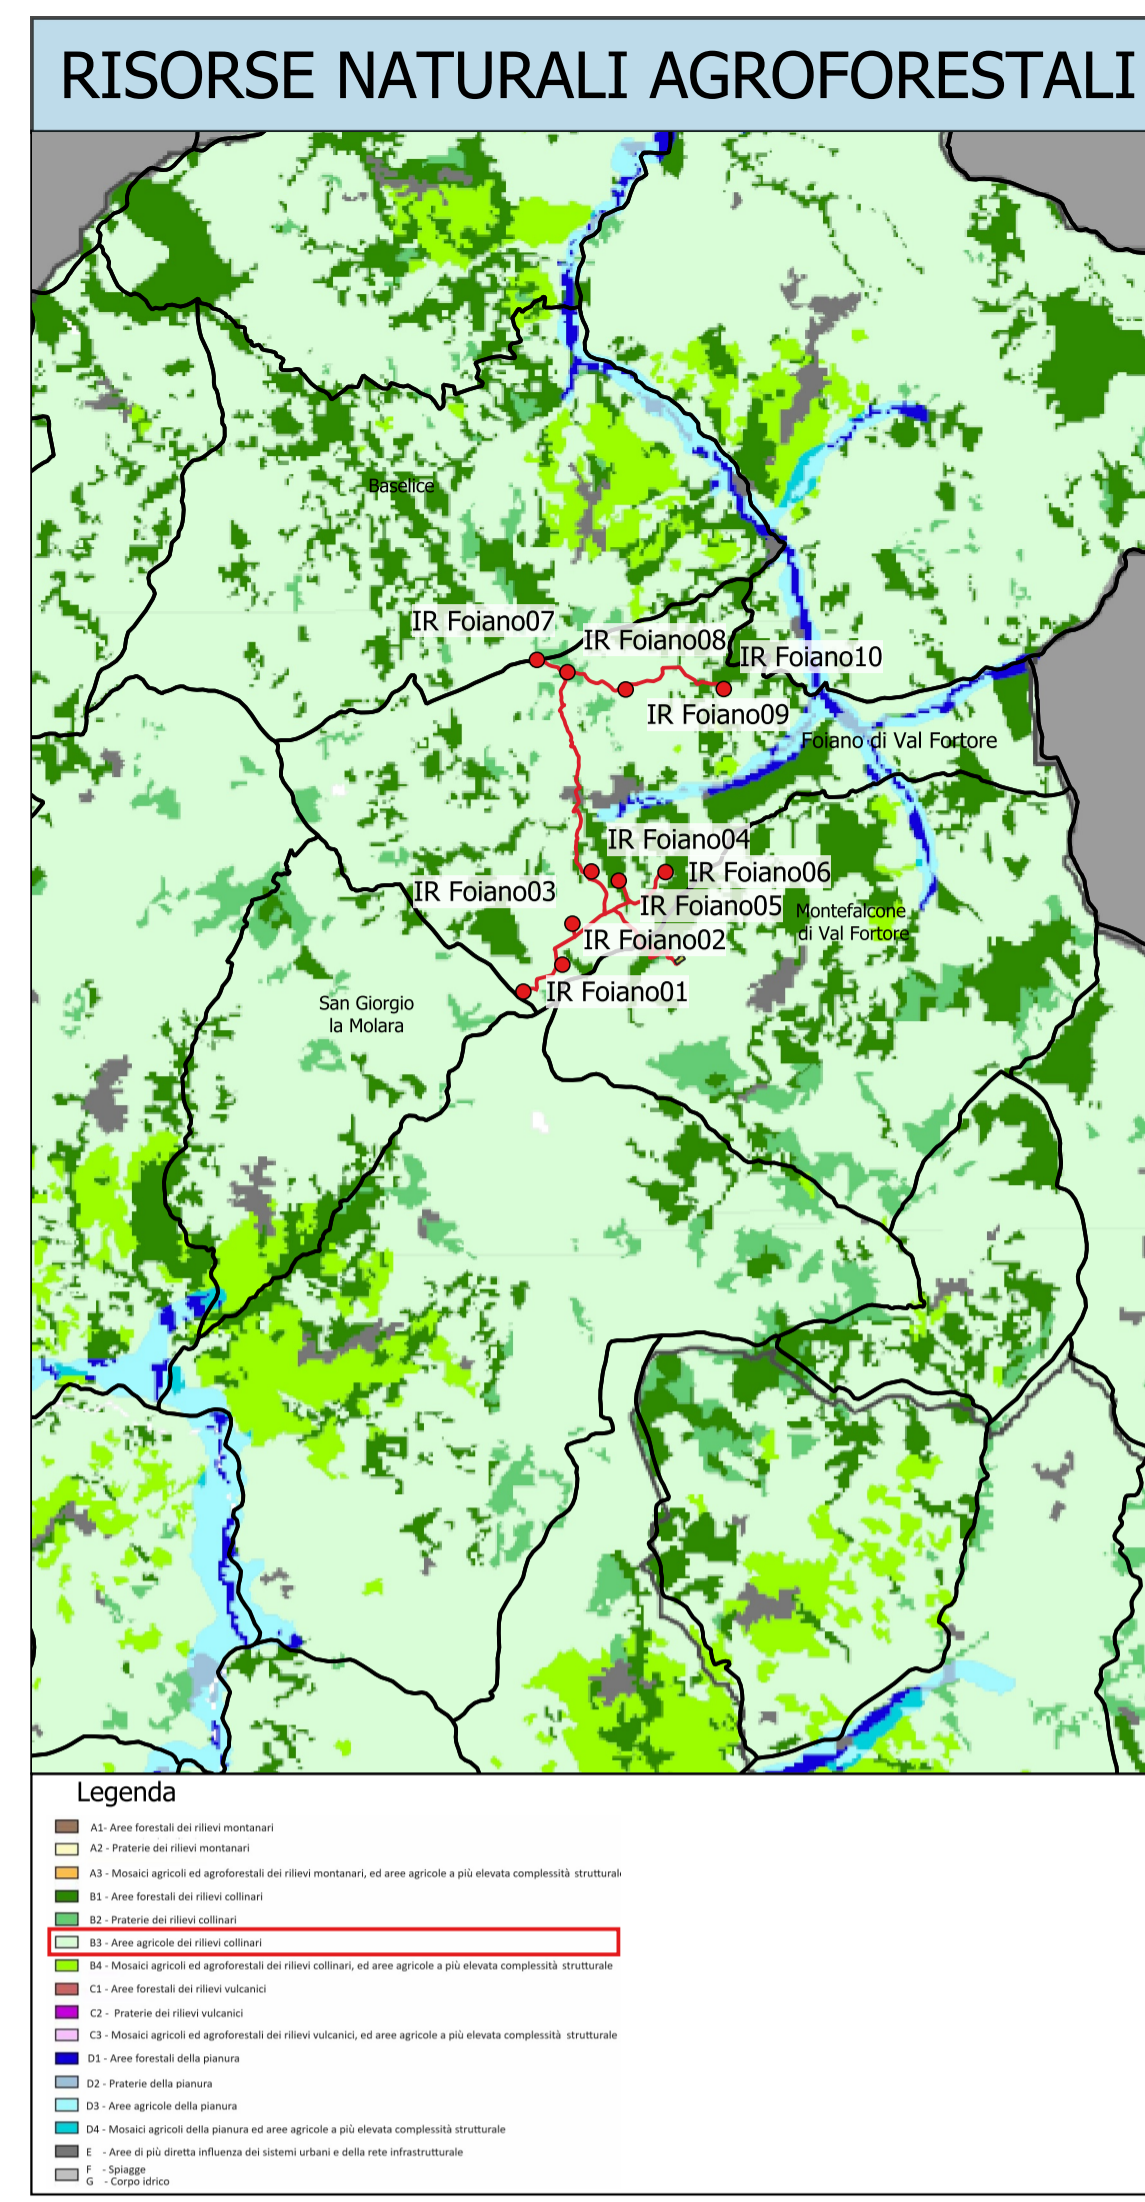 RISORSE NATURALI AGROFORESTALI
Baselice
IR Foiano07
IR Foiano08
IR Foiano10
IR Foiano09
Foiano di Val Fortore
IR Foiano04
IR Foiano06
IR Foiano03
IR Foiano05
Montefalcone
di Val Fortore
IR Foiano02
IR Foiano01
San Giorgio
la Molara
Legenda
A1- Aree forestali dei rilievi montanari
A2 - Praterie dei rilievi montanari
A3 - Mosaici agricoli ed agroforestali dei rilievi montanari, ed aree agricole a più elevata complessità strutturale
B1 - Aree forestali dei rilievi collinari
B2 - Praterie dei rilievi collinari
B3 - Aree agricole dei rilievi collinari
B4 - Mosaici agricoli ed agroforestali dei rilievi collinari, ed aree agricole a più elevata complessità strutturale
C1 - Aree forestali dei rilievi vulcanici
C2 - Praterie dei rilievi vulcanici
C3 - Mosaici agricoli ed agroforestali dei rilievi vulcanici, ed aree agricole a più elevata complessità strutturale
D1 - Aree forestali della pianura
D2 - Praterie della pianura
D3 - Aree agricole della pianura
D4 - Mosaici agricoli della pianura ed aree agricole a più elevata complessità strutturale
E - Aree di più diretta influenza dei sistemi urbani e della rete infrastrutturale
F - Spiagge
G - Corpo idrico